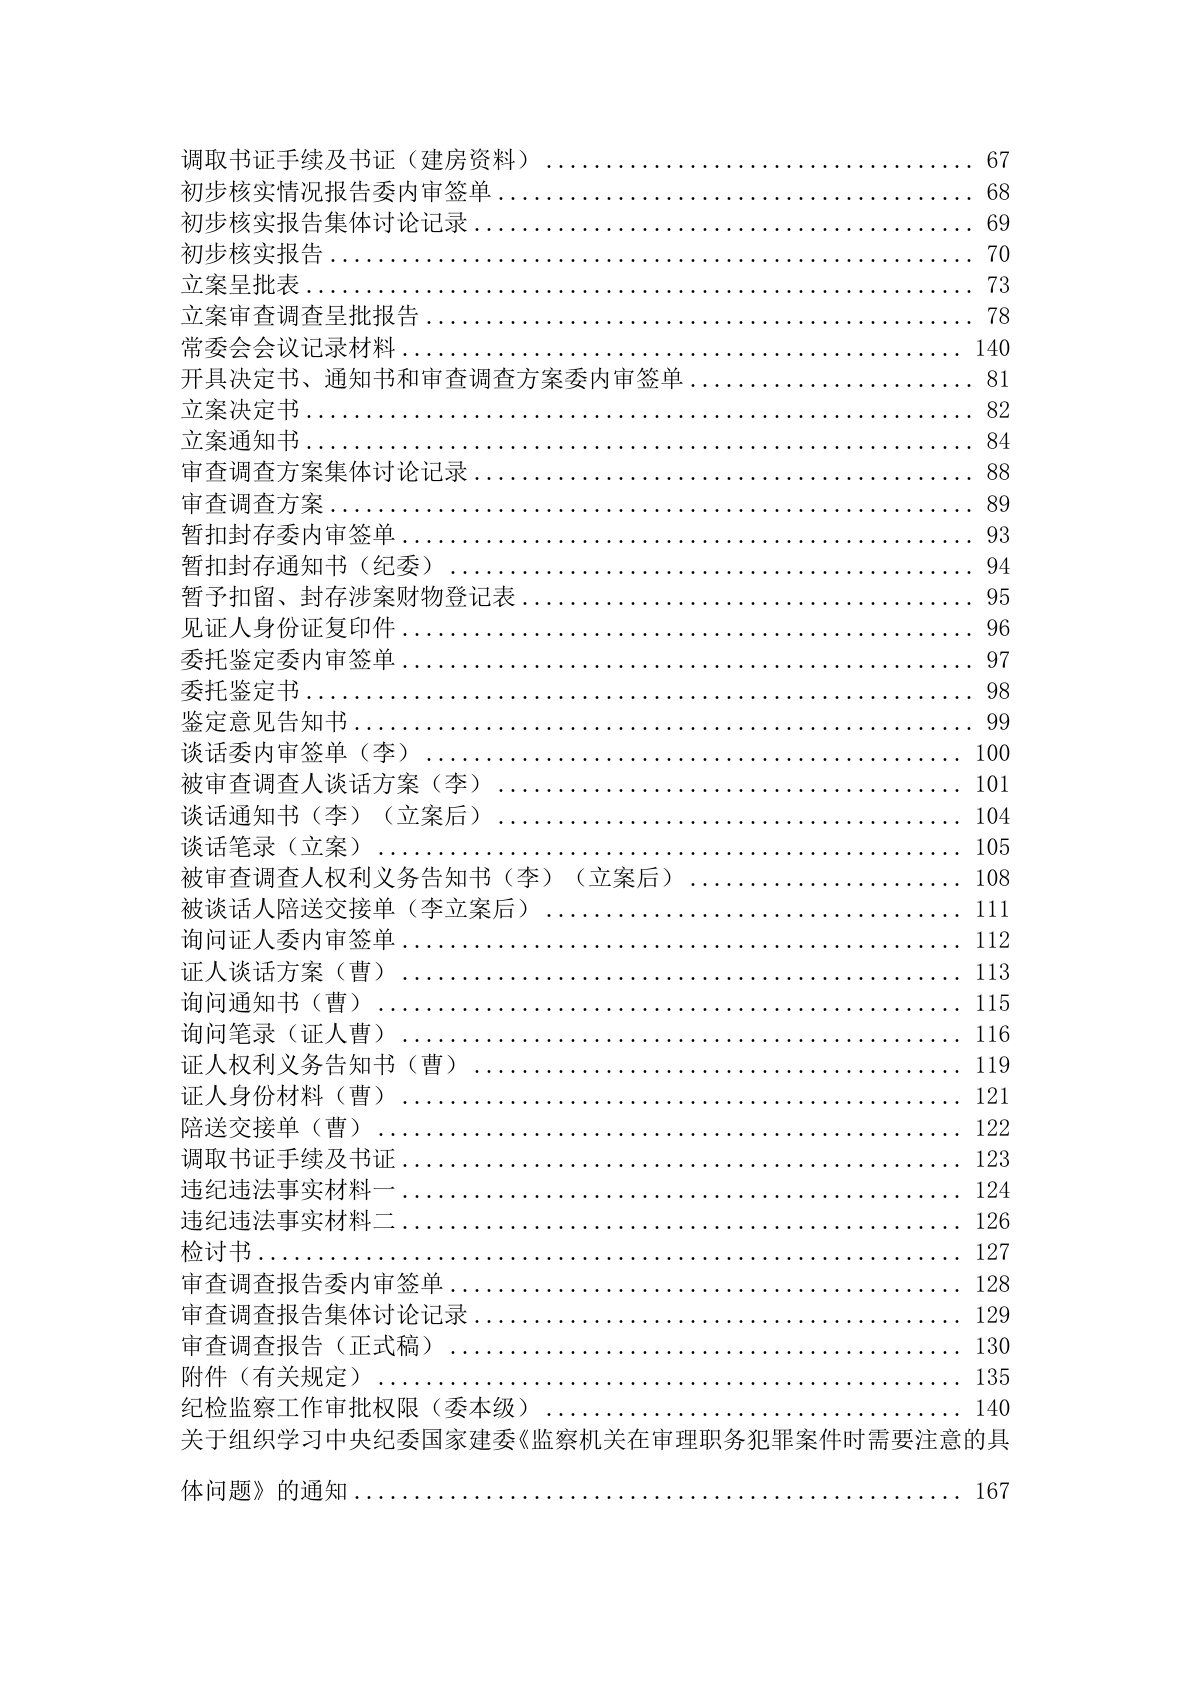 调取书证手续及书证（建房资料）.................................... 67
初步核实情况报告委内审签单........................................ 68
初步核实报告集体讨论记录.......................................... 69
初步核实报告...................................................... 70
立案呈批表........................................................ 73
立案审查调查呈批报告.............................................. 78
常委会会议记录材料............................................... 140
开具决定书、通知书和审查调查方案委内审签单........................ 81
立案决定书........................................................ 82
立案通知书........................................................ 84
审查调查方案集体讨论记录.......................................... 88
审查调查方案...................................................... 89
暂扣封存委内审签单................................................ 93
暂扣封存通知书（纪委）............................................ 94
暂予扣留、封存涉案财物登记表...................................... 95
见证人身份证复印件................................................ 96
委托鉴定委内审签单................................................ 97
委托鉴定书........................................................ 98
鉴定意见告知书.................................................... 99
谈话委内审签单（李）............................................. 100
被审查调查人谈话方案（李）....................................... 101
谈话通知书（李）（立案后）....................................... 104
谈话笔录（立案）................................................. 105
被审查调查人权利义务告知书（李）（立案后）....................... 108
被谈话人陪送交接单（李立案后）................................... 111
询问证人委内审签单............................................... 112
证人谈话方案（曹）............................................... 113
询问通知书（曹）................................................. 115
询问笔录（证人曹）............................................... 116
证人权利义务告知书（曹）......................................... 119
证人身份材料（曹）............................................... 121
陪送交接单（曹）................................................. 122
调取书证手续及书证............................................... 123
违纪违法事实材料一............................................... 124
违纪违法事实材料二............................................... 126
检讨书........................................................... 127
审查调查报告委内审签单........................................... 128
审查调查报告集体讨论记录......................................... 129
审查调查报告（正式稿）........................................... 130
附件（有关规定）................................................. 135
纪检监察工作审批权限（委本级）................................... 140
关于组织学习中央纪委国家建委《监察机关在审理职务犯罪案件时需要注意的具
体问题》的通知................................................... 167